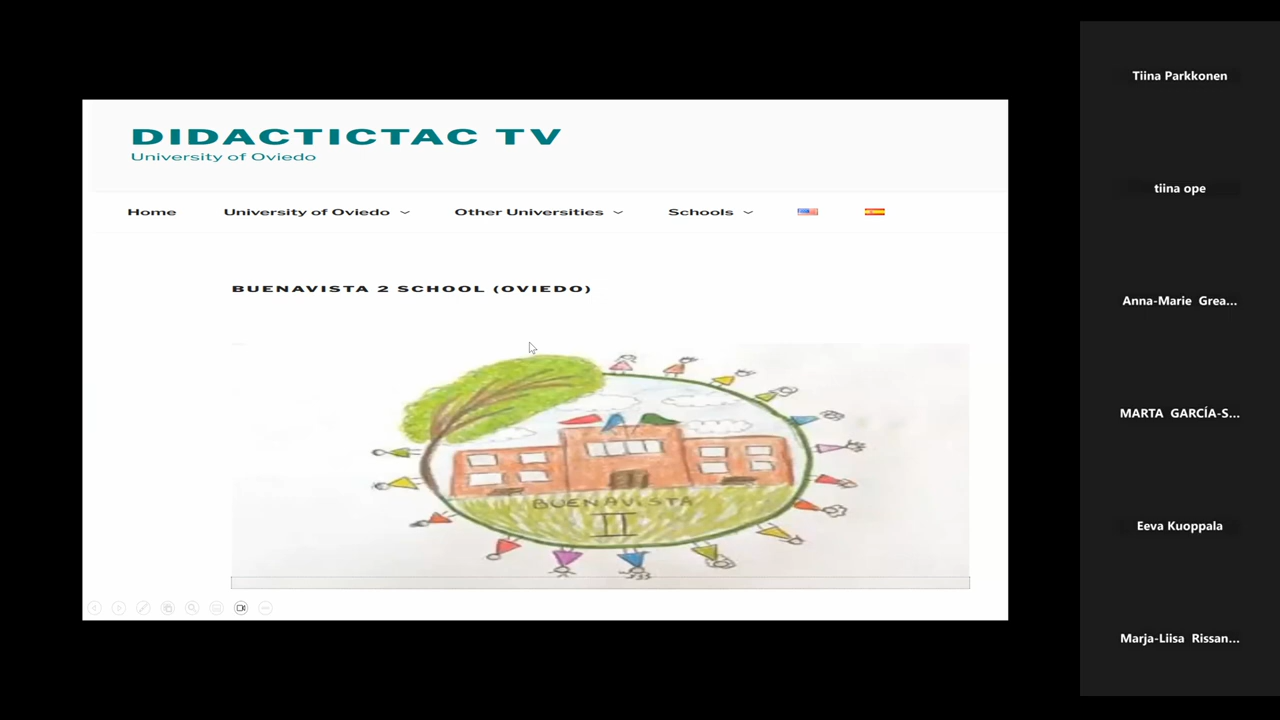 DIDACTICTAC TV
University of Oviedo
Home University of Oviedo Other Universities Schools
BUENAVISTA 2 SCHOOL (OVIEDO)
BUENAVISTA
II
Tiina Parkkonen
tiina ope
Anna-Marie Grea...
MARTA GARCÍA-S...
Eeva Kuoppala
Marja-Liisa Rissan...